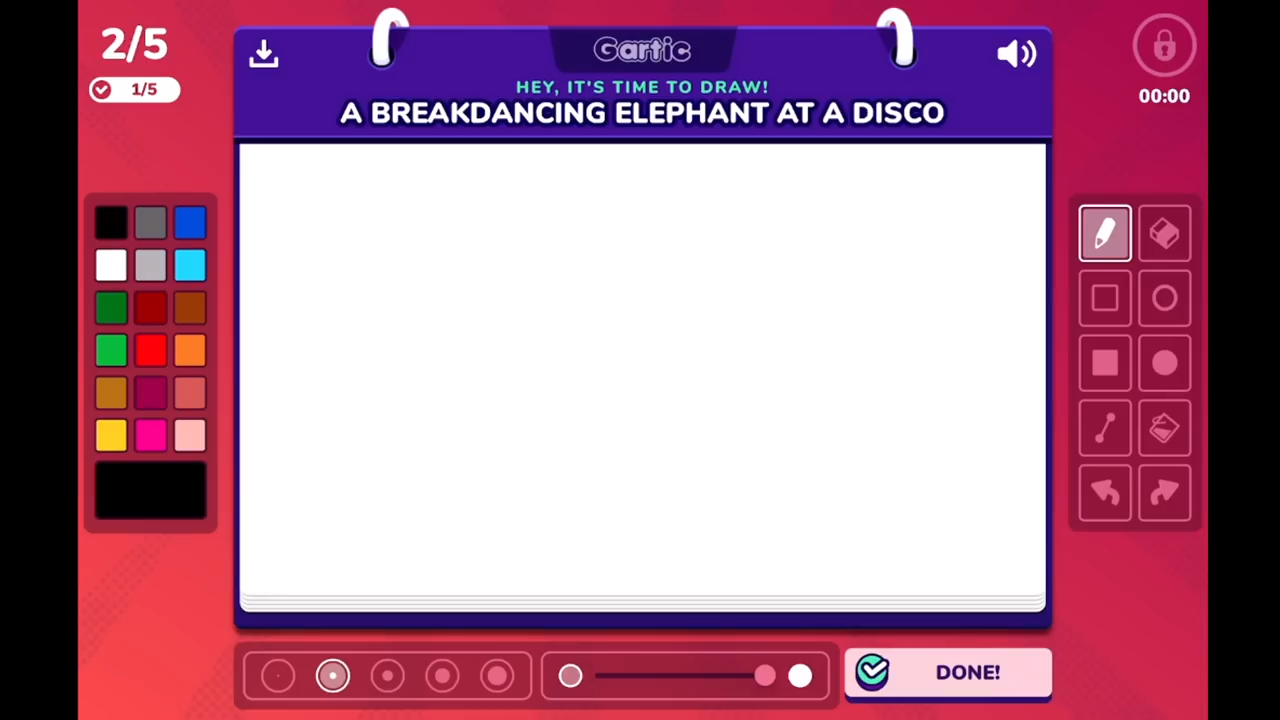 2/5
1/5
Gartic
HEY, IT'S TIME TO DRAW!
A BREAKDANCING ELEPHANT AT A DISCO
00:00
DONE!